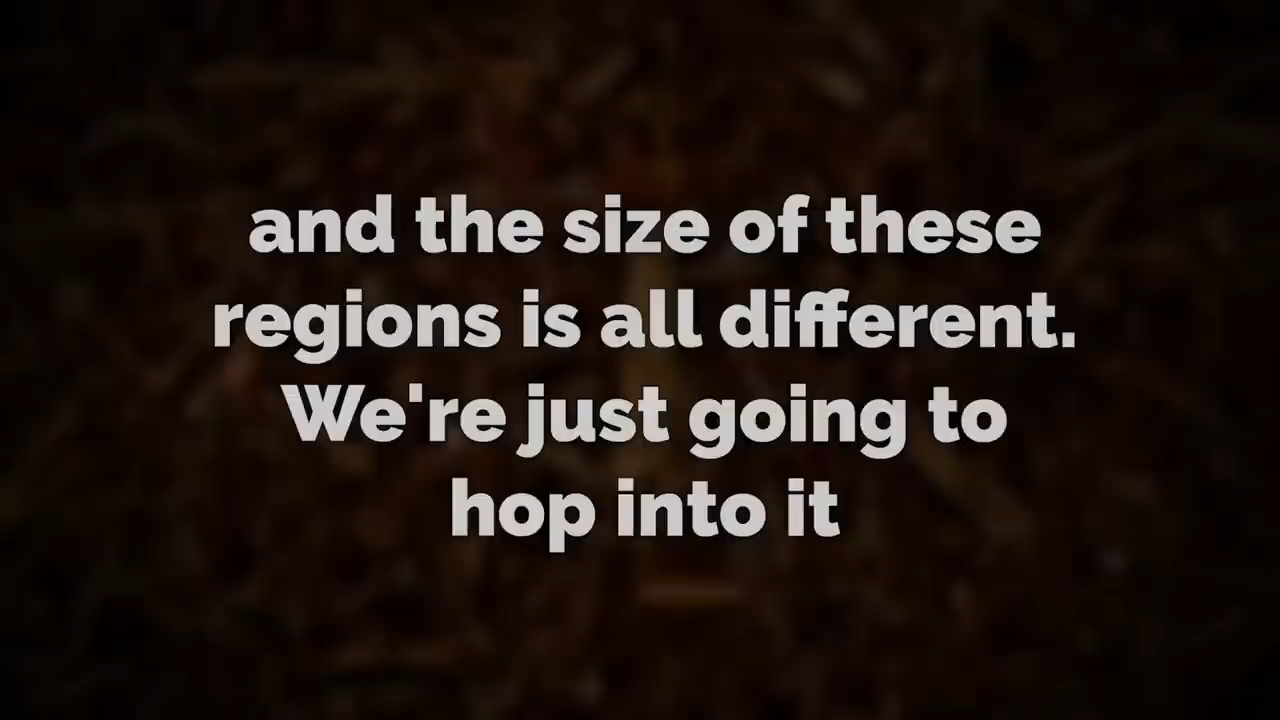 and the size of these
regions is all different.
We're just going to
hop into it